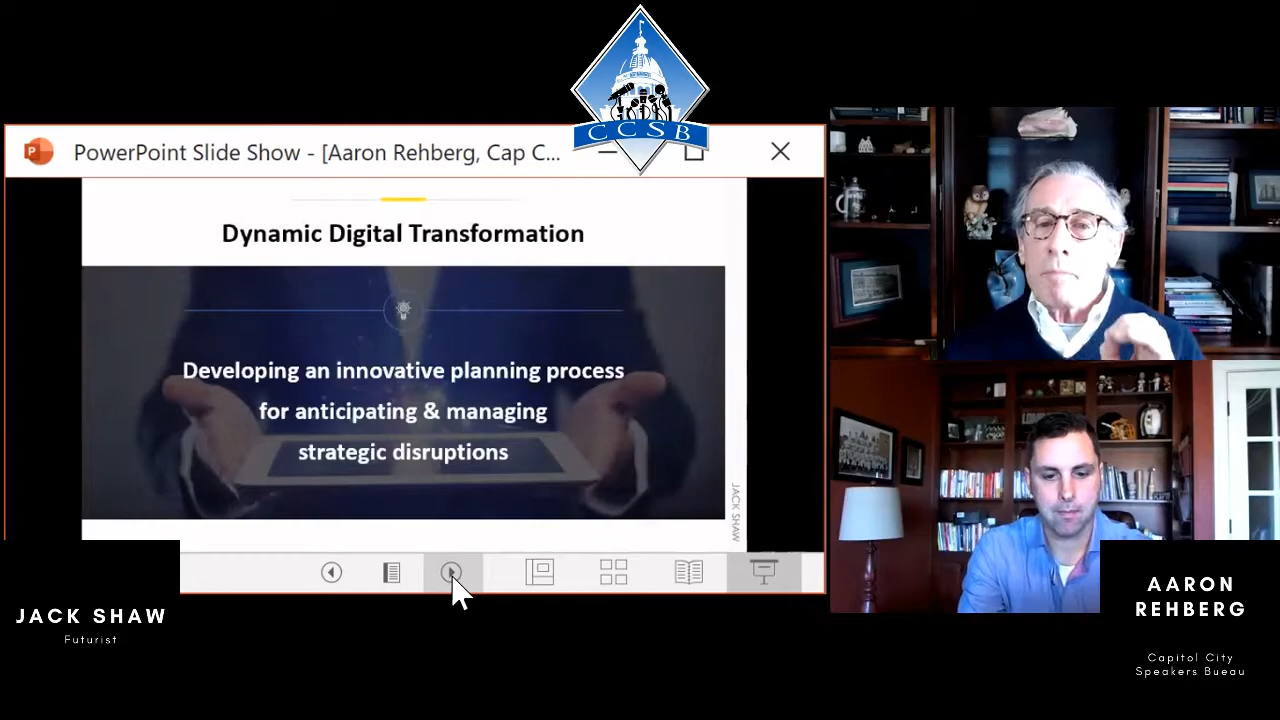 CCSB
PowerPoint Slide Show - [Aaron Rehberg, Cap C...
Dynamic Digital Transformation
Developing an innovative planning process
for anticipating & managing
strategic disruptions
JACK SHAW
JACK SHAW
Futurist
AARON
REHBERG
Capitol City
Speakers Bueau